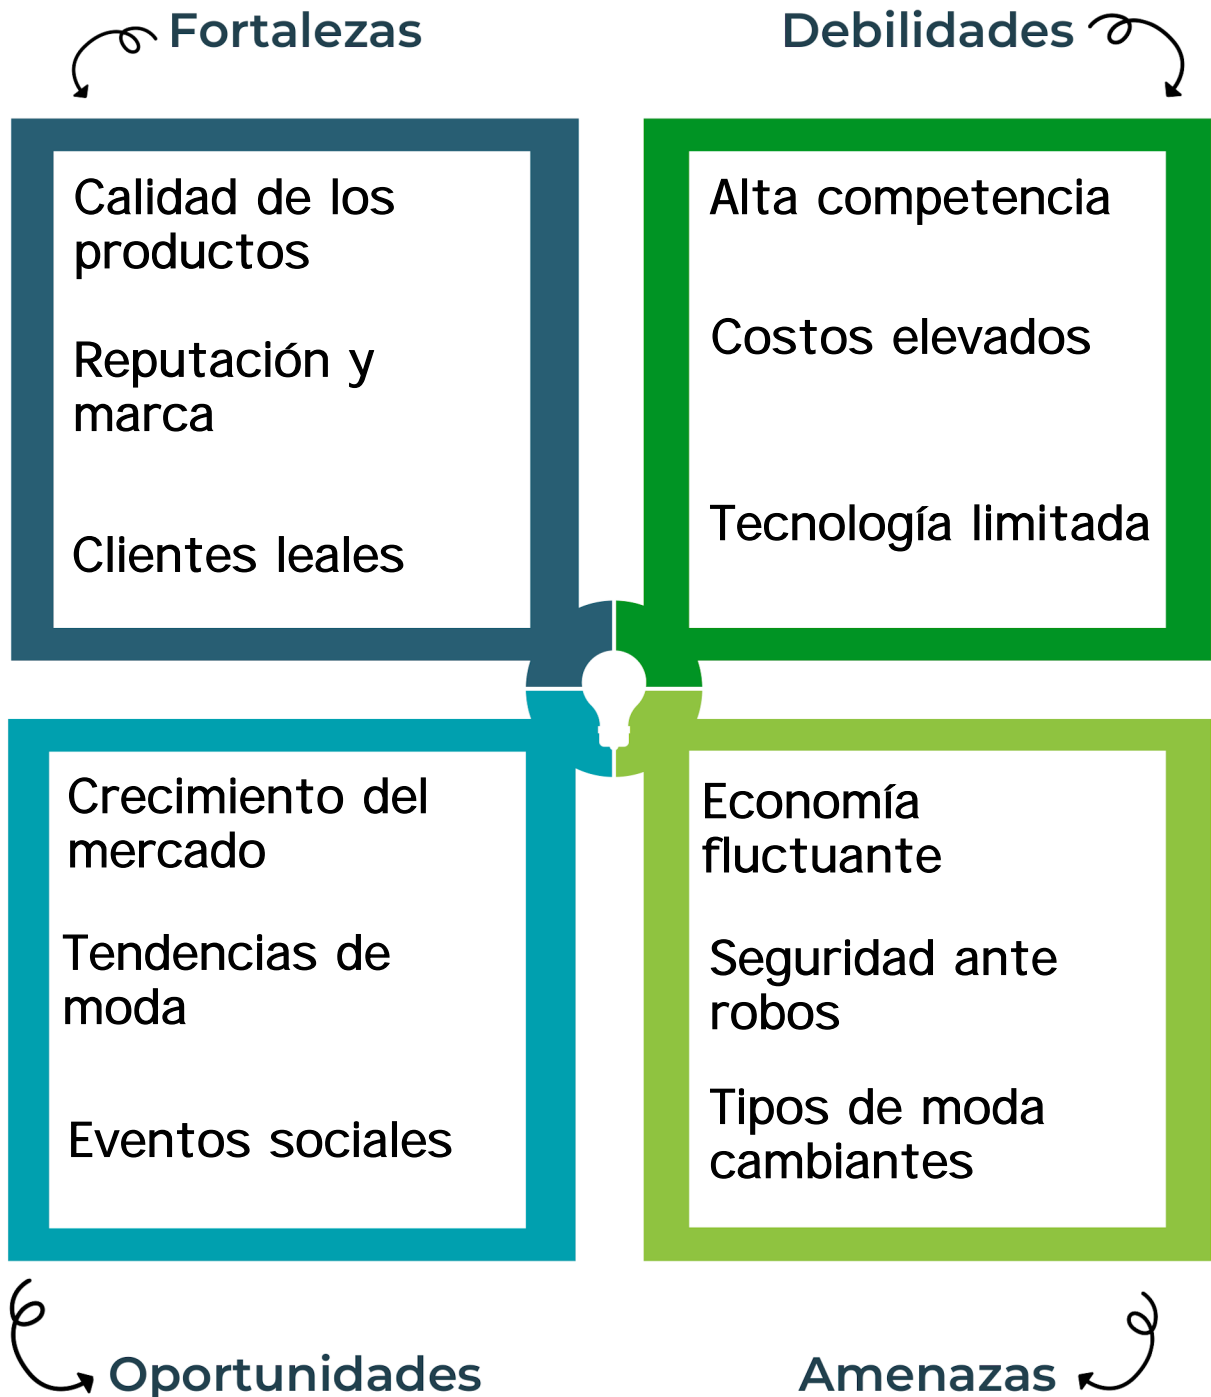 Fortalezas
Debilidades
Calidad de los
productos
Reputación y
marca
Clientes leales
Alta competencia
Costos elevados
Tecnología limitada
Crecimiento del
mercado
Tendencias de
moda
Eventos sociales
Economía
fluctuante
Seguridad ante
robos
Tipos de moda
cambiantes
Oportunidades
Amenazas